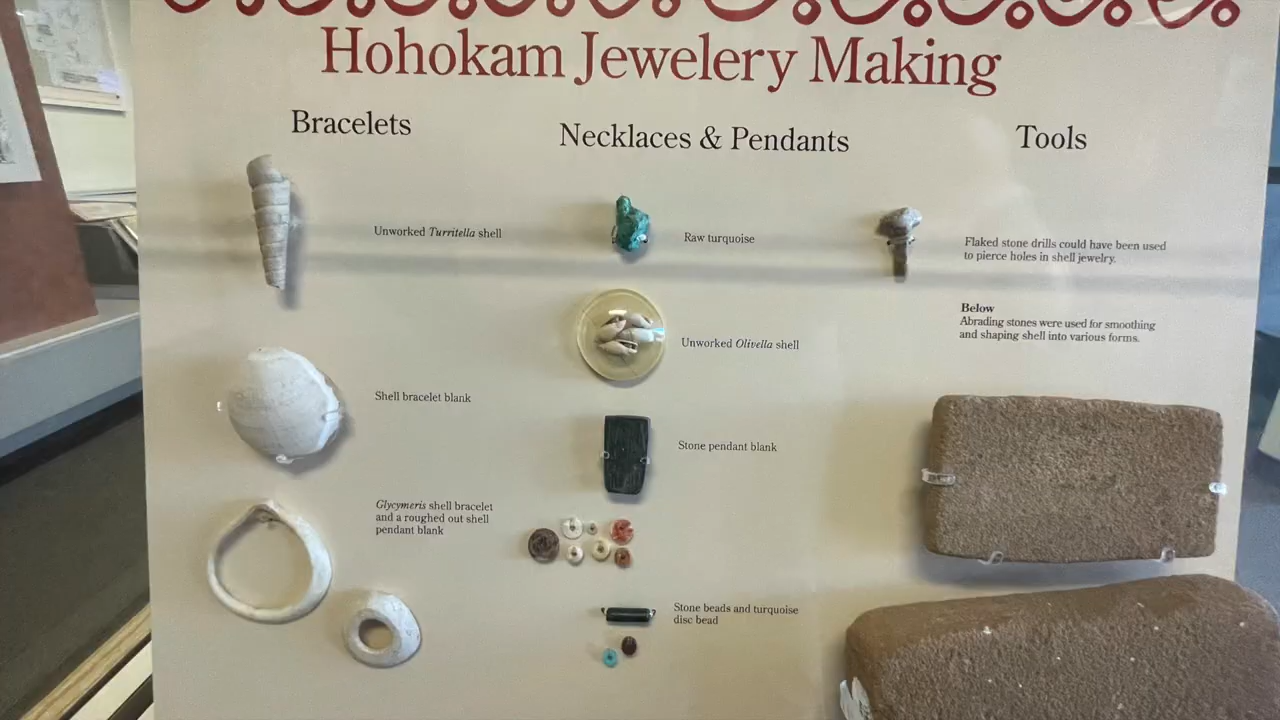 Hohokam Jewelery Making
Bracelets
Unworked Turritella shell
Shell bracelet blank
Glycymeris shell bracelet
and a roughed out shell
pendant blank
Necklaces & Pendants
Raw turquoise
Unworked Olivella shell
Stone pendant blank
Stone beads and turquoise
disc bead
Tools
Flaked stone drills could have been used
to pierce holes in shell jewelry.
Below
Abrading stones were used for smoothing
and shaping shell into various forms.